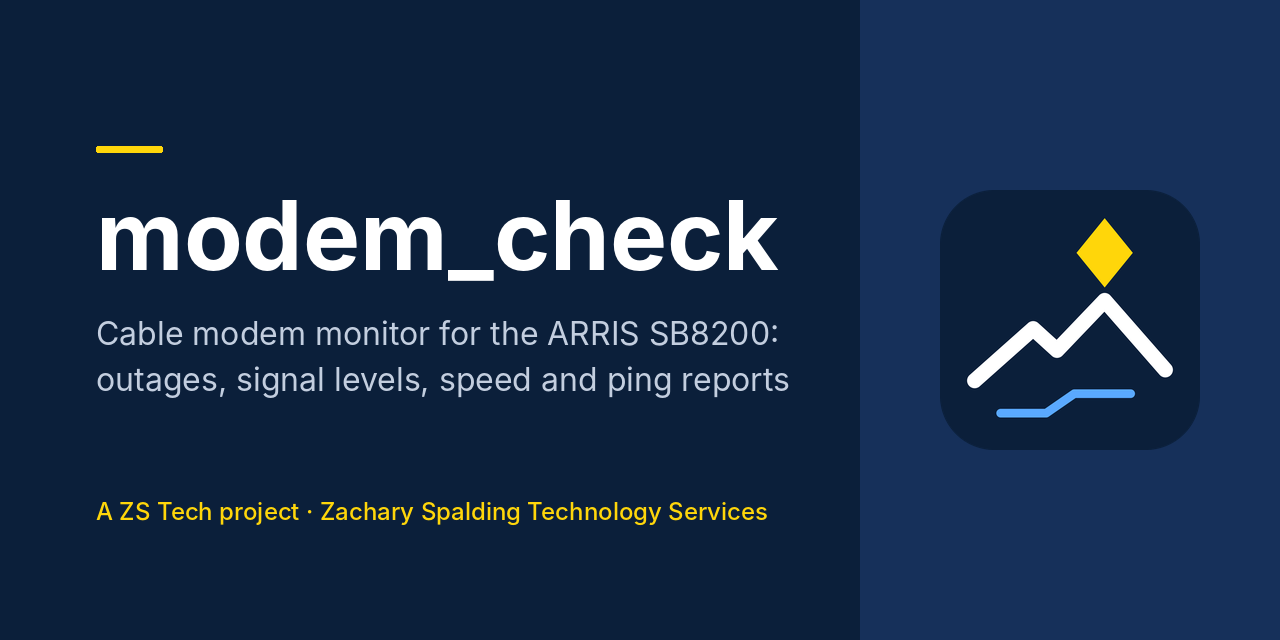 modem_check
Cable modem monitor for the ARRIS SB8200:
outages, signal levels, speed and ping reports
A ZS Tech project · Zachary Spalding Technology Services